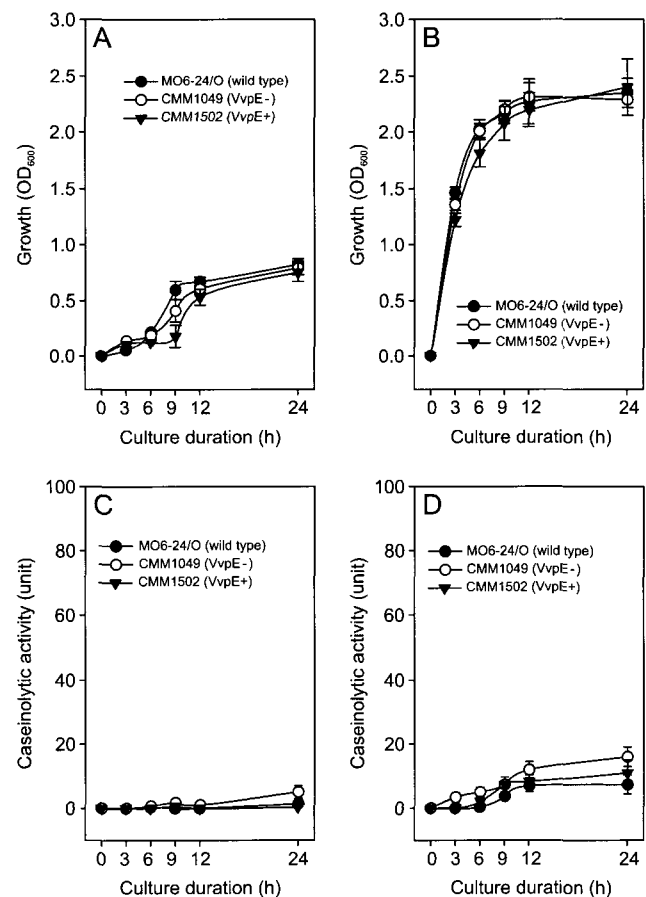 A
3.0
2.5
2.0
1.5
1.0
0.5
0.0
Growth (OD₆₀₀)
MO6-24/O (wild type)
CMM1049 (VvpE-)
CMM1502 (VvpE+)
0 3 6 9 12 24
Culture duration (h)
B
3.0
2.5
2.0
1.5
1.0
0.5
0.0
Growth (OD₆₀₀)
MO6-24/O (wild type)
CMM1049 (VvpE-)
CMM1502 (VvpE+)
0 3 6 9 12 24
Culture duration (h)
C
100
80
60
40
20
0
Caseinolytic activity (unit)
MO6-24/O (wild type)
CMM1049 (VvpE-)
CMM1502 (VvpE+)
0 3 6 9 12 24
Culture duration (h)
D
100
80
60
40
20
0
Caseinolytic activity (unit)
MO6-24/O (wild type)
CMM1049 (VvpE-)
CMM1502 (VvpE+)
0 3 6 9 12 24
Culture duration (h)